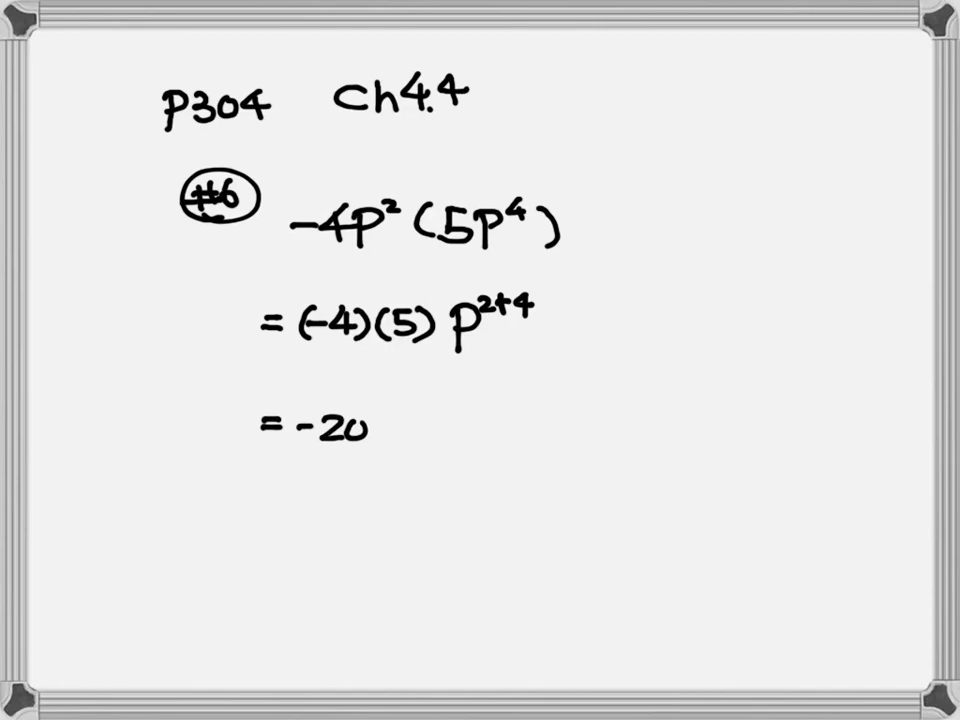 P304 Ch4.4
#6 -4p²(5p⁴)
= (-4)(5) p²⁺⁴
= -20